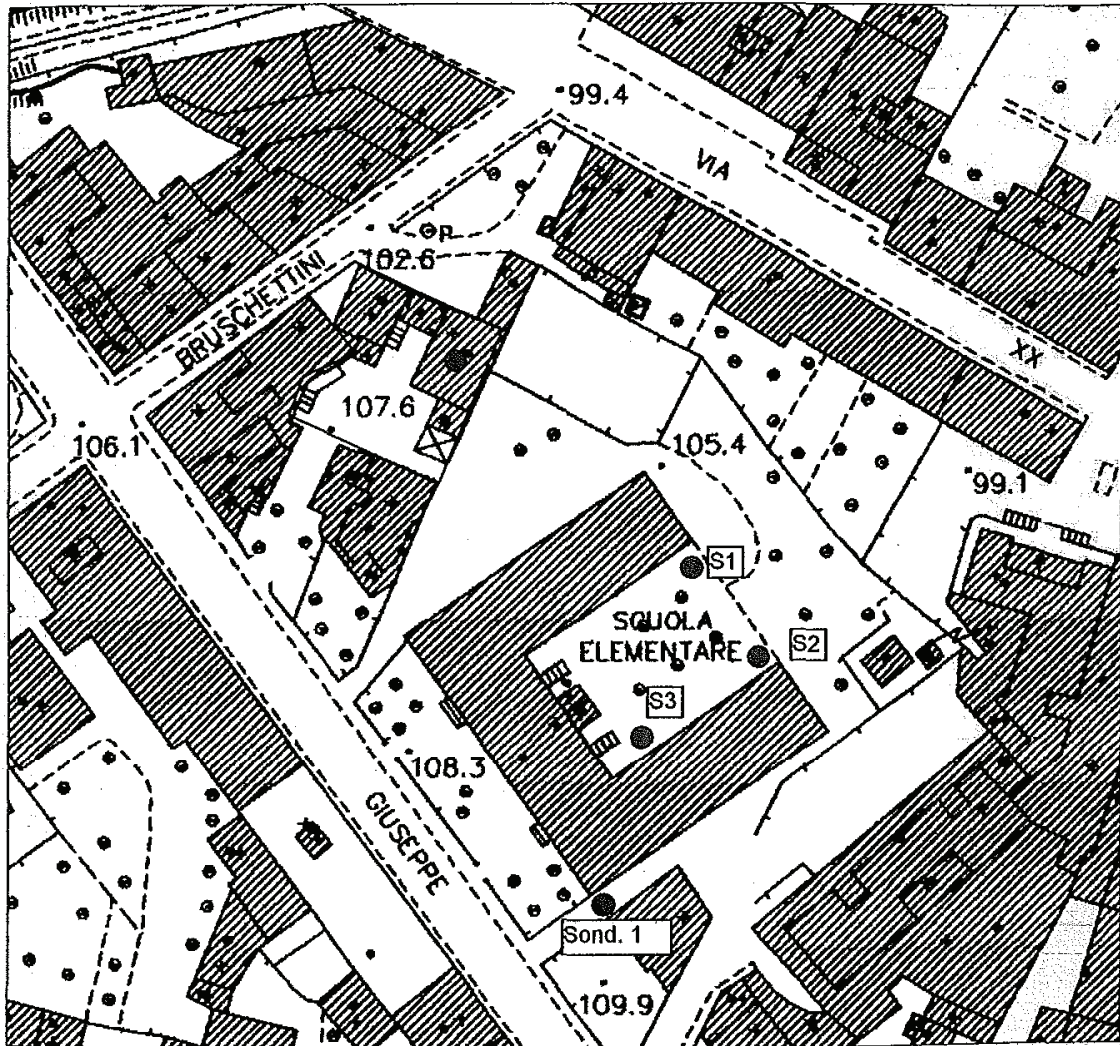 99.4
VIA
102.6
BRUSCHETTINI
XX
107.6
106.1
105.4
99.1
S1
SCUOLA
ELEMENTARE
S2
S3
108.3
GIUSEPPE
Sond. 1
109.9